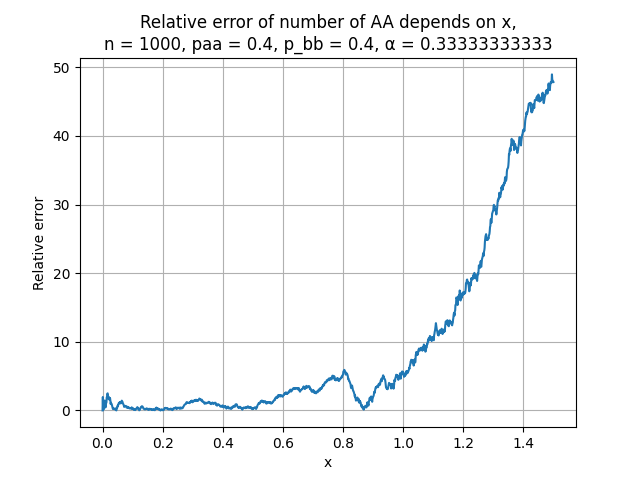 Relative error of number of AA depends on x,
n = 1000, paa = 0.4, p_bb = 0.4, α = 0.33333333333
50
40
30
20
10
0
Relative error
0.0 0.2 0.4 0.6 0.8 1.0 1.2 1.4
x